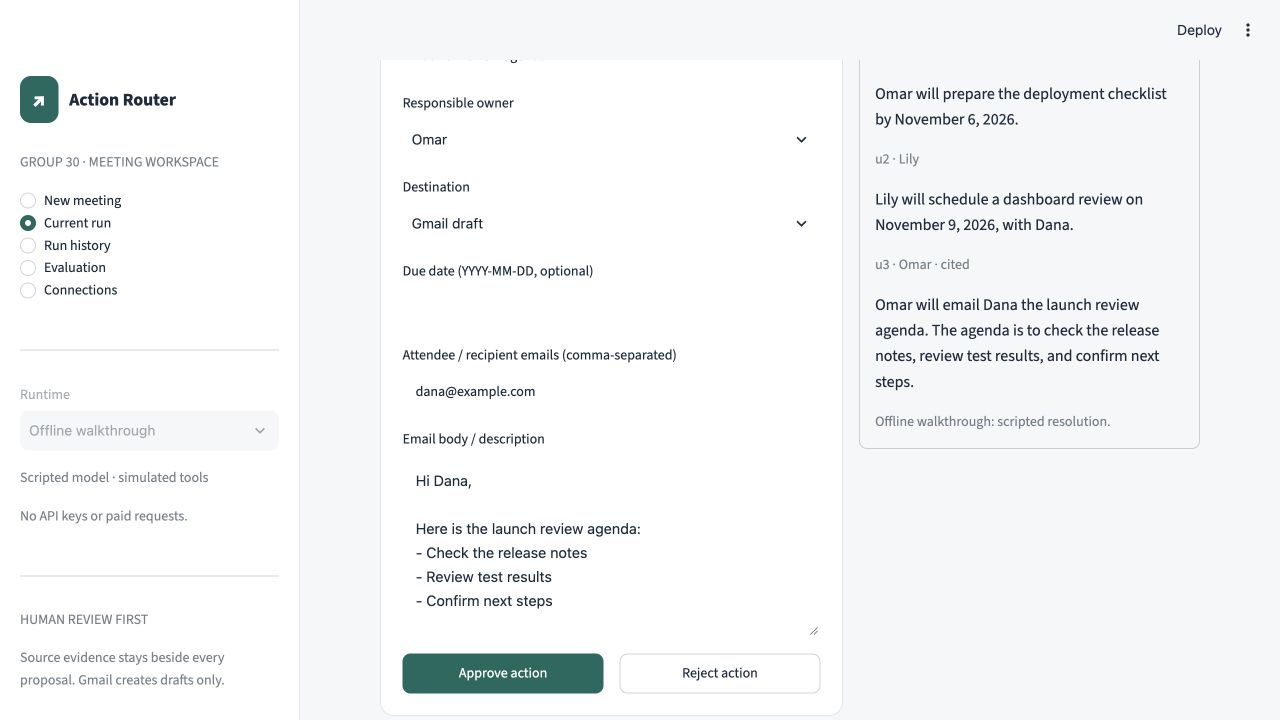 Deploy
Action Router
GROUP 30 · MEETING WORKSPACE
New meeting
Current run
Run history
Evaluation
Connections
Runtime
Offline walkthrough
Scripted model · simulated tools
No API keys or paid requests.
HUMAN REVIEW FIRST
Source evidence stays beside every
proposal. Gmail creates drafts only.
Responsible owner
Omar
Destination
Gmail draft
Due date (YYYY-MM-DD, optional)
Attendee / recipient emails (comma-separated)
dana@example.com
Email body / description
Hi Dana,
Here is the launch review agenda:
- Check the release notes
- Review test results
- Confirm next steps
Approve action
Reject action
Omar will prepare the deployment checklist
by November 6, 2026.
u2 · Lily
Lily will schedule a dashboard review on
November 9, 2026, with Dana.
u3 · Omar · cited
Omar will email Dana the launch review
agenda. The agenda is to check the release
notes, review test results, and confirm next
steps.
Offline walkthrough: scripted resolution.